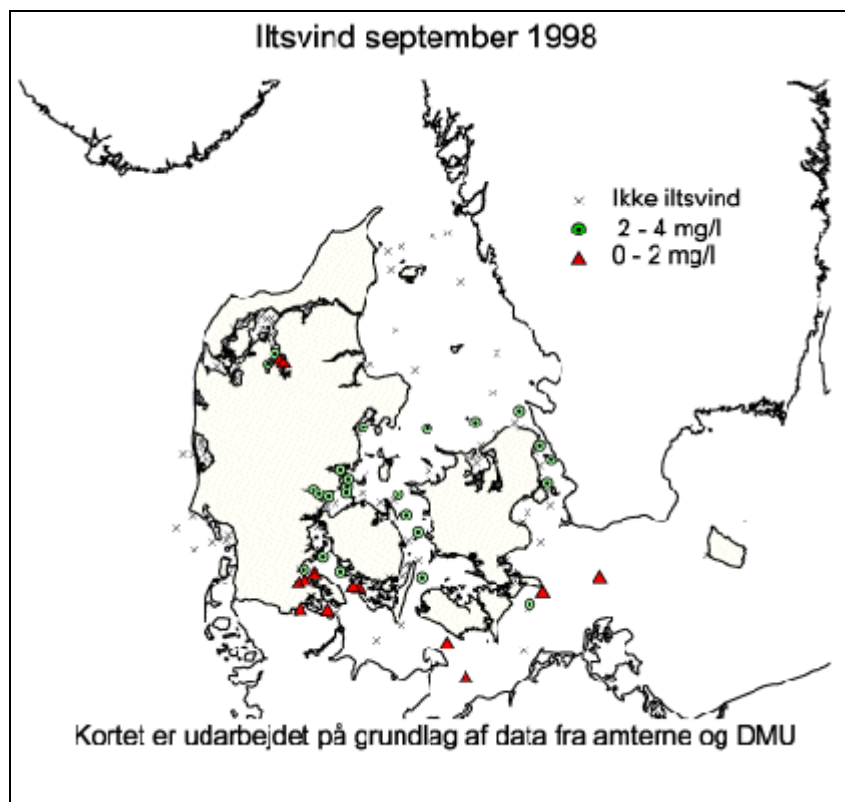 Iltsvind september 1998
Ikke iltsvind
2 - 4 mg/l
0 - 2 mg/l
Kortet er udarbejdet på grundlag af data fra amterne og DMU